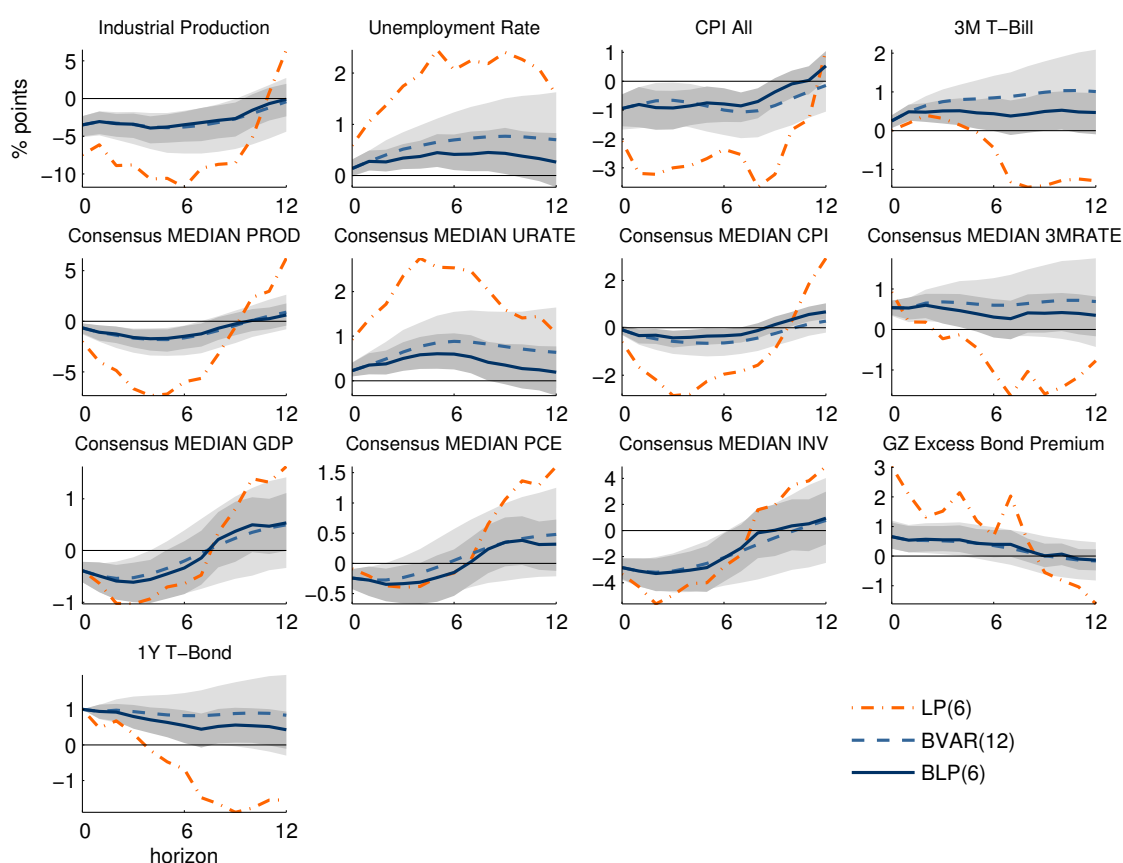 Industrial Production
Unemployment Rate
CPI All
3M T−Bill
% points
5
0
−5
−10
0 6 12
2
1
0
0 6 12
1
0
−1
−2
−3
0 6 12
2
1
0
−1
0 6 12
Consensus MEDIAN PROD
Consensus MEDIAN URATE
Consensus MEDIAN CPI
Consensus MEDIAN 3MRATE
5
0
−5
0 6 12
2
1
0
0 6 12
2
0
−2
0 6 12
1
0
−1
0 6 12
Consensus MEDIAN GDP
Consensus MEDIAN PCE
Consensus MEDIAN INV
GZ Excess Bond Premium
1
0
−1
0 6 12
1.5
1
0.5
0
−0.5
0 6 12
4
2
0
−2
−4
0 6 12
3
2
1
0
−1
0 6 12
1Y T−Bond
1
0
−1
0 6 12
horizon
LP(6)
BVAR(12)
BLP(6)